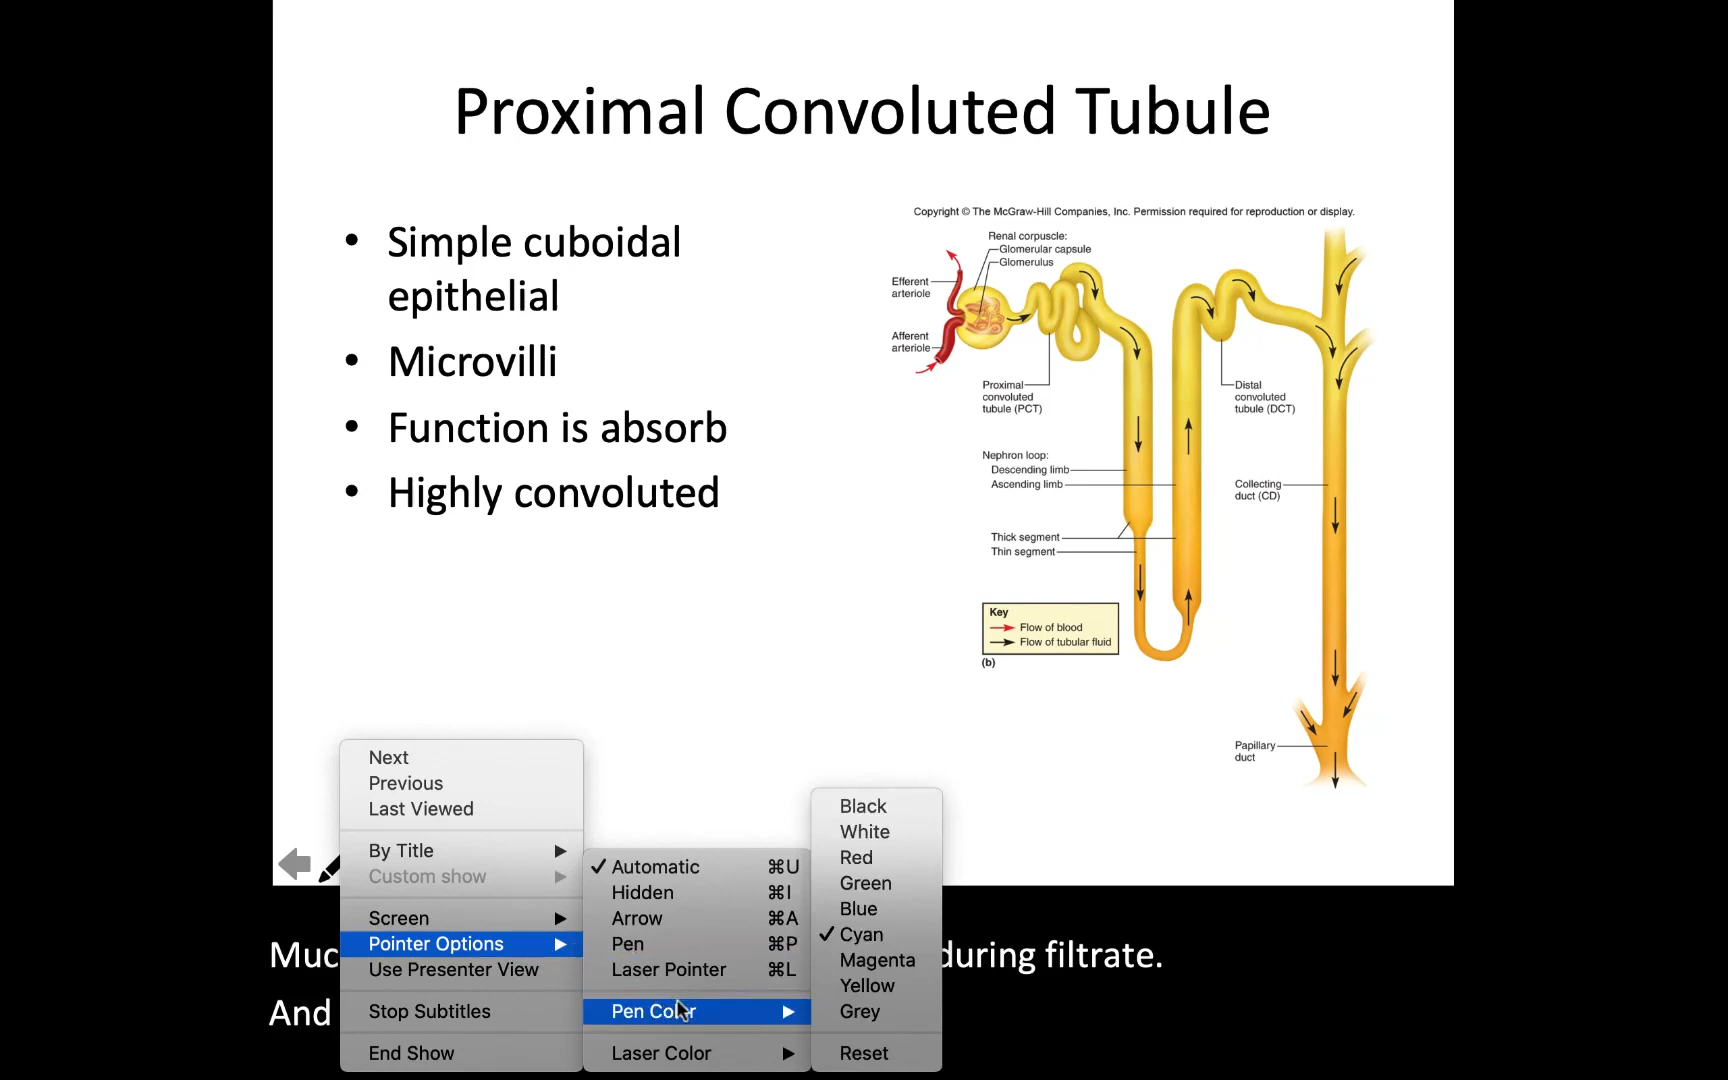 Proximal Convoluted Tubule
• Simple cuboidal
epithelial
• Microvilli
• Function is absorb
• Highly convoluted
Copyright © The McGraw-Hill Companies, Inc. Permission required for reproduction or display.
Renal corpuscle:
Glomerular capsule
Glomerulus
Efferent
arteriole
Afferent
arteriole
Proximal
convoluted
tubule (PCT)
Distal
convoluted
tubule (DCT)
Nephron loop:
Descending limb
Ascending limb
Collecting
duct (CD)
Thick segment
Thin segment
Key
Flow of blood
Flow of tubular fluid
(b)
Papillary
duct
Next
Previous
Last Viewed
By Title
Custom show
Screen
Pointer Options
Use Presenter View
Stop Subtitles
End Show
Automatic ⌘U
Hidden ⌘I
Arrow ⌘A
Pen ⌘P
Laser Pointer ⌘L
Pen Color
Laser Color
Black
White
Red
Green
Blue
Cyan
Magenta
Yellow
Grey
Reset
during filtrate.
And